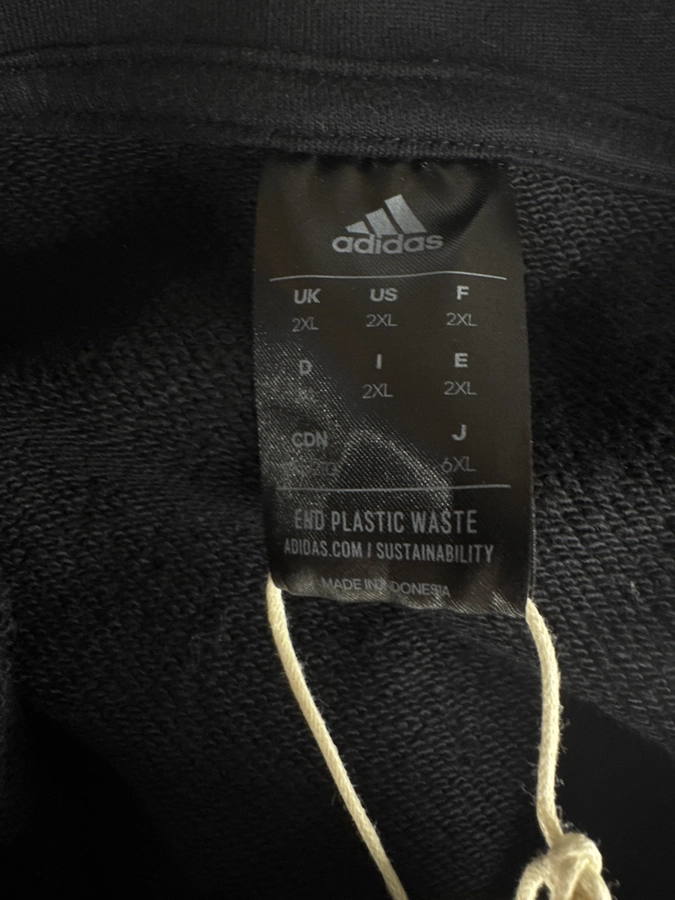 adidas
UK US F
2XL 2XL 2XL
D I E
2XL 2XL
CDN J
6XL
END PLASTIC WASTE
ADIDAS.COM / SUSTAINABILITY
MADE IN INDONESIA